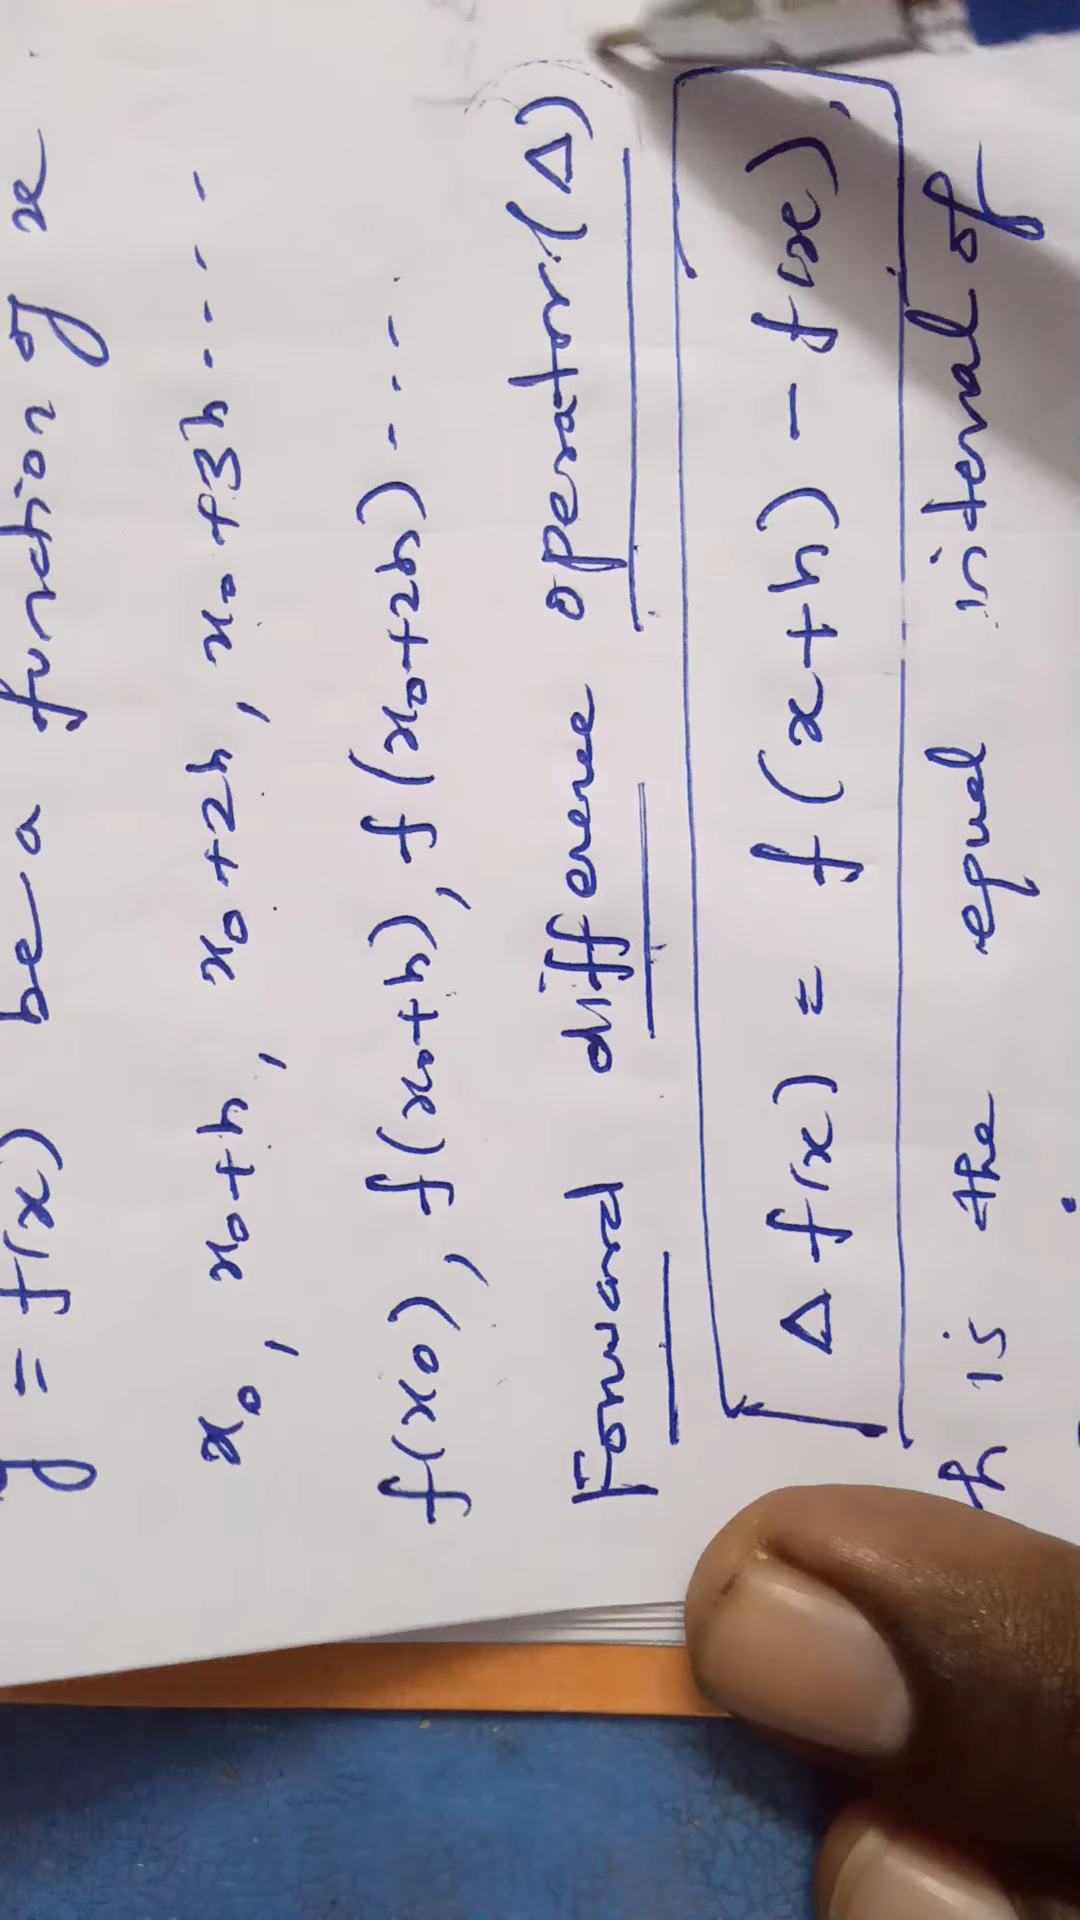 y = f(x) be a function of x
x₀, x₀+h, x₀+2h, x₀+3h - - - -
f(x₀), f(x₀+h), f(x₀+2h) - - - -
Forward difference operator (Δ)
Δ f(x) = f(x+h) - f(x),
h is the equal interval of